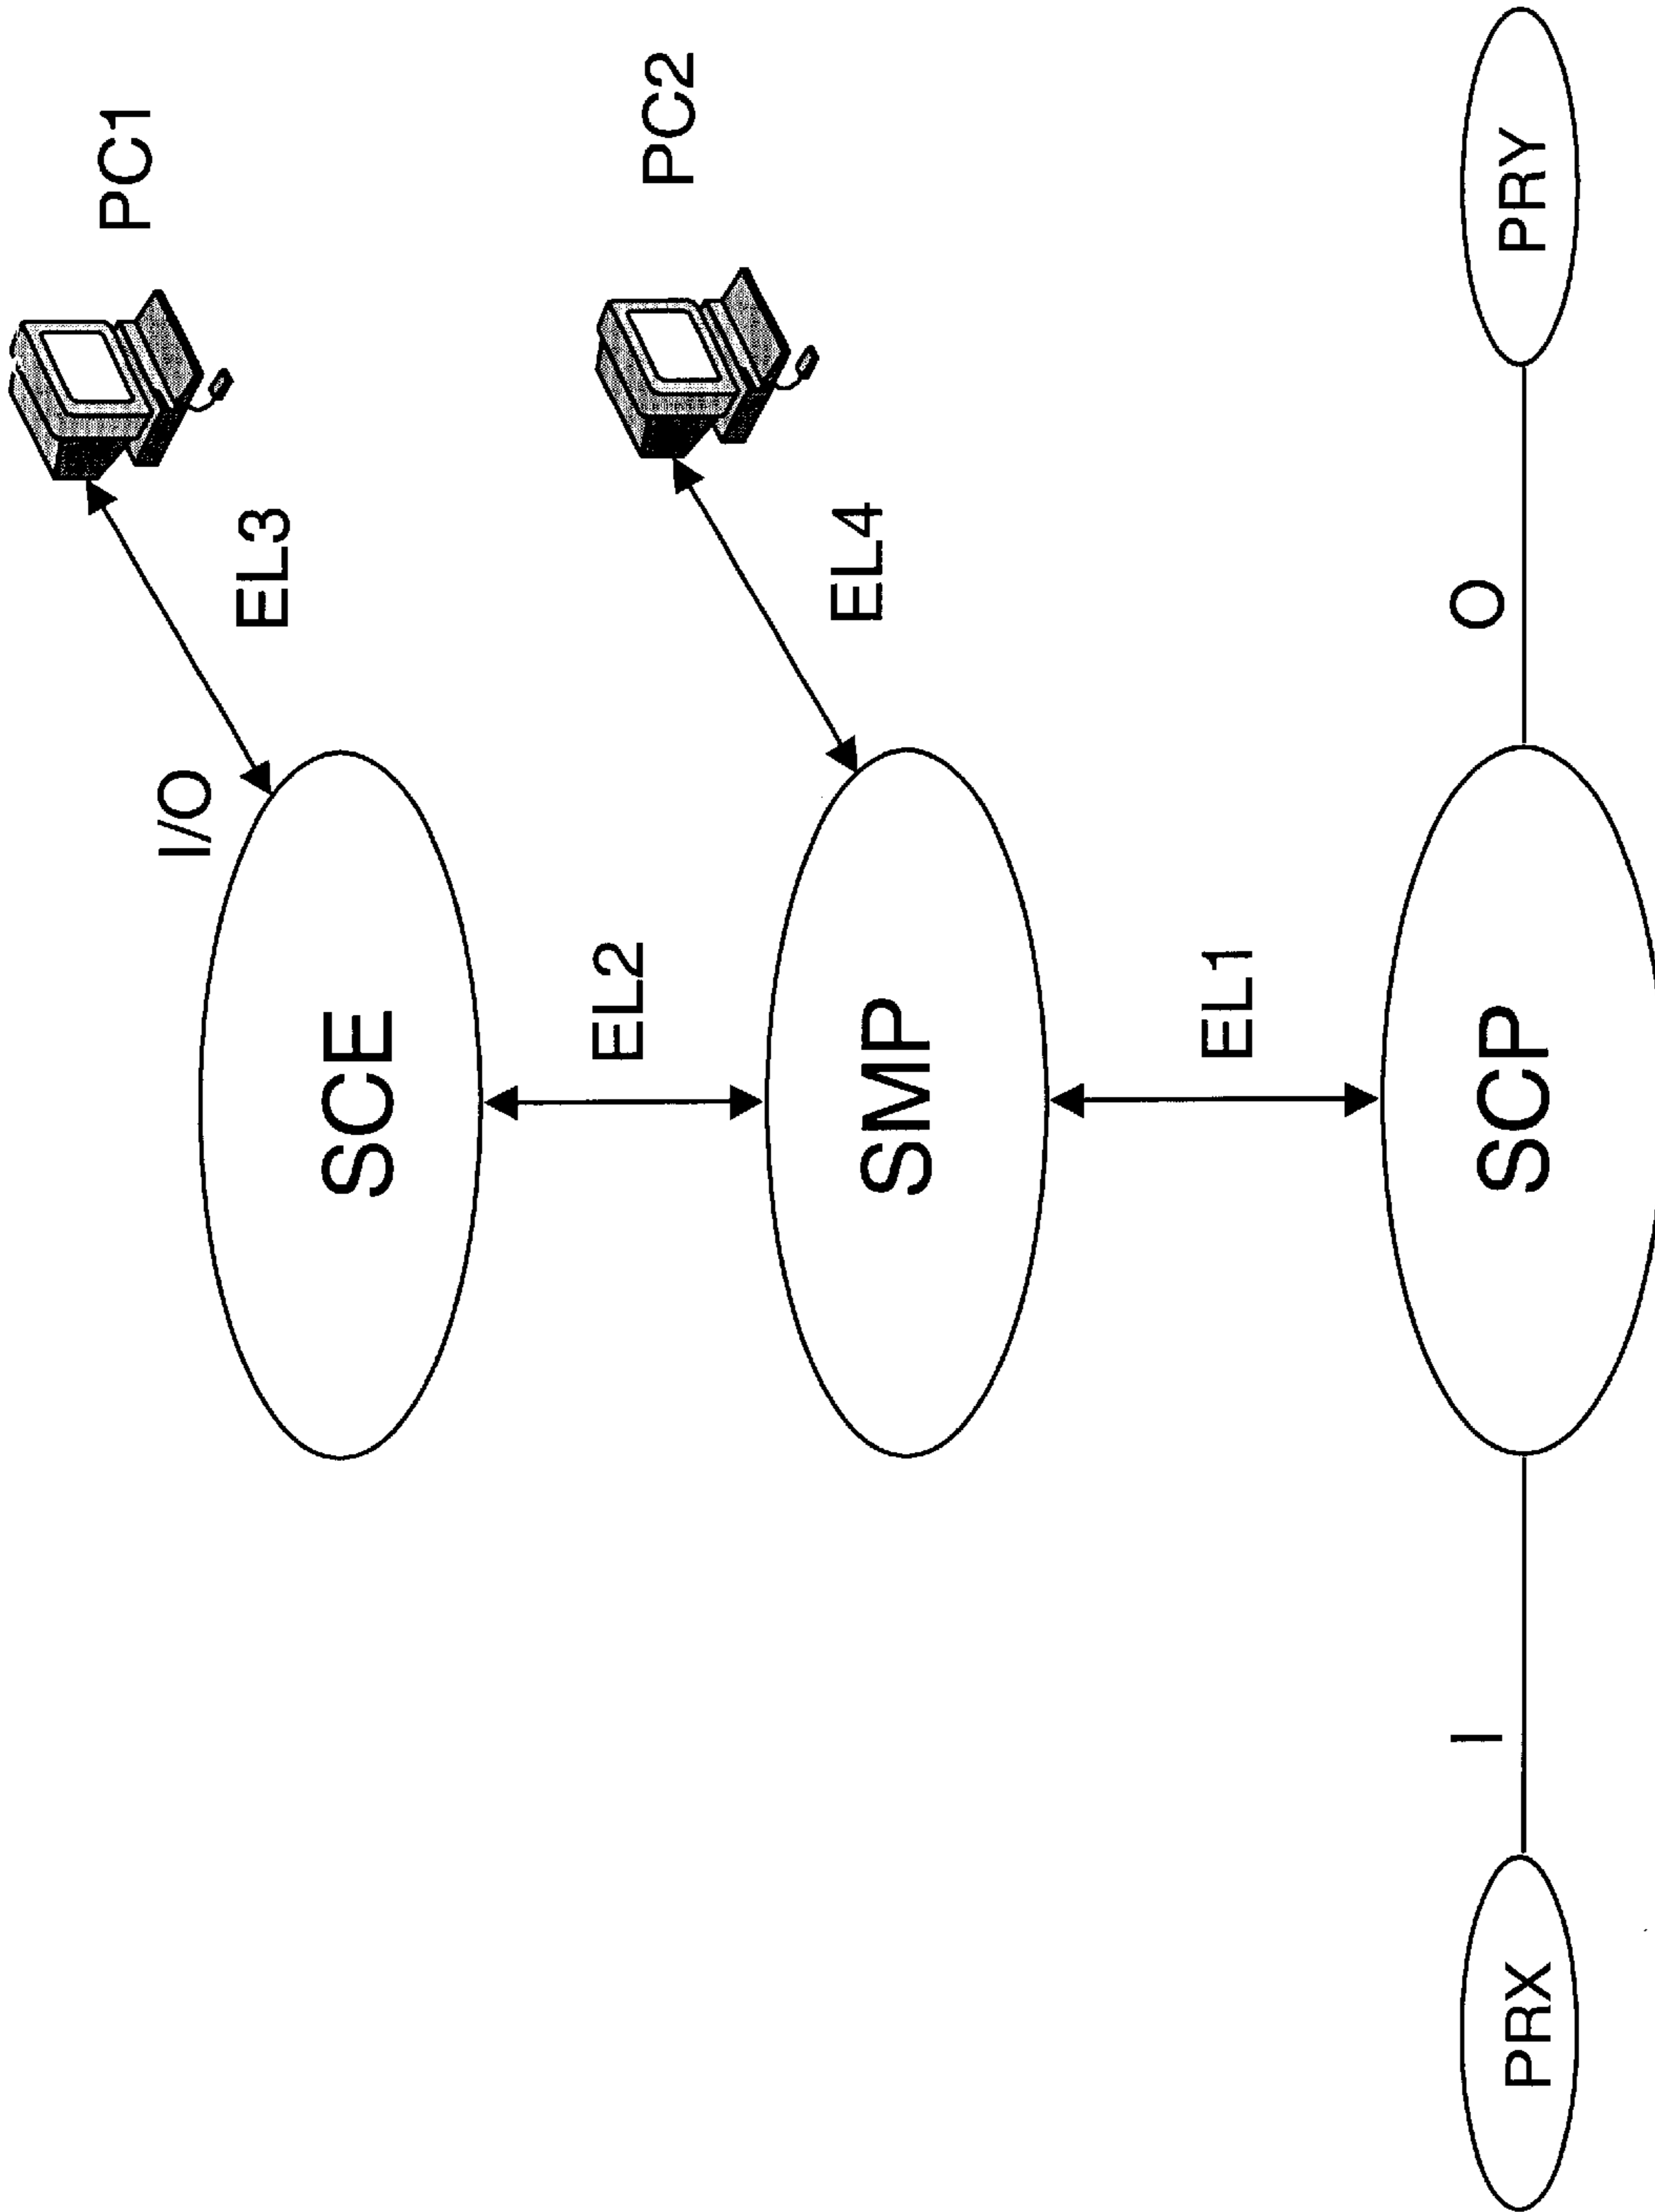 PC1
EL3
I/O
SCE
PC2
EL2
EL4
SMP
EL1
PRX
I
SCP
O
PRY